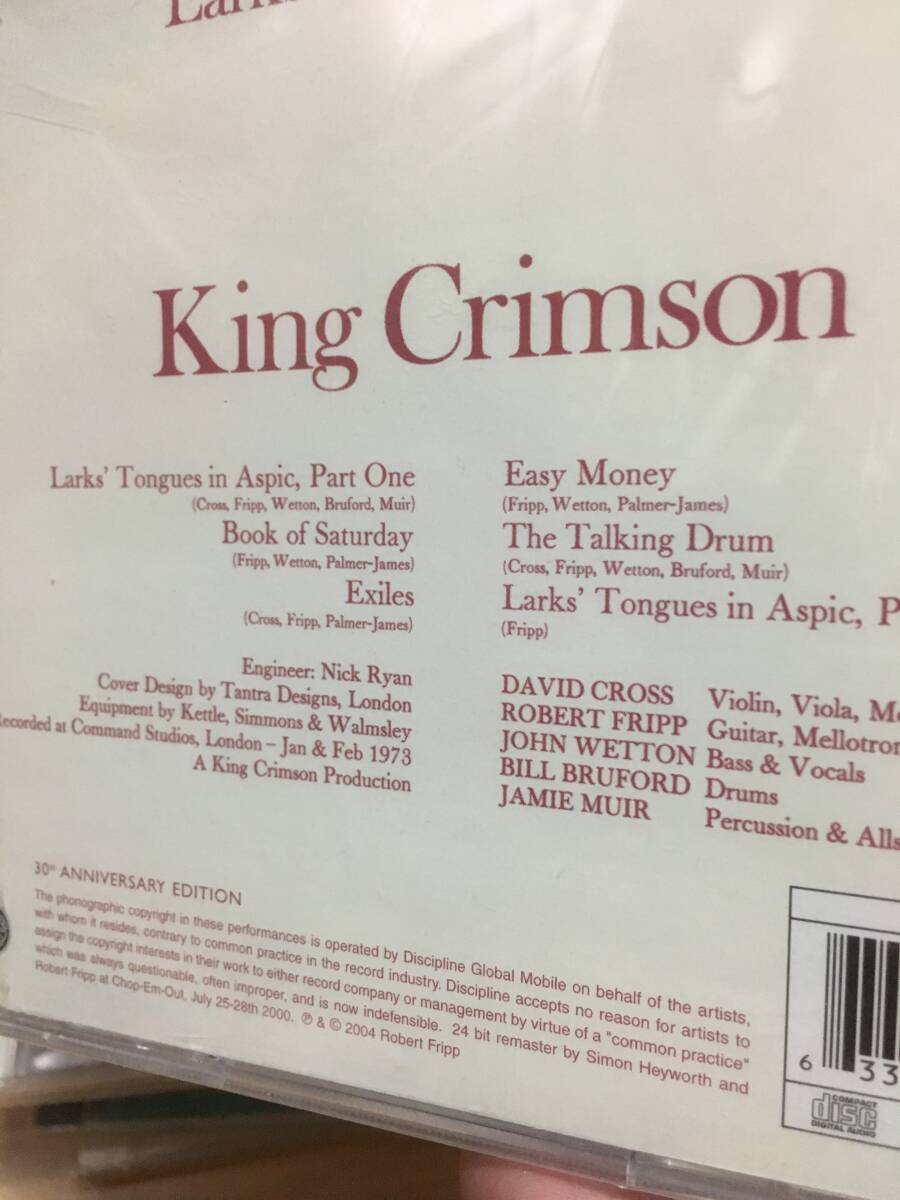 King Crimson
Larks' Tongues in Aspic, Part One
(Cross, Fripp, Wetton, Bruford, Muir)
Book of Saturday
(Fripp, Wetton, Palmer-James)
Exiles
(Cross, Fripp, Palmer-James)
Engineer: Nick Ryan
Cover Design by Tantra Designs, London
Equipment by Kettle, Simmons & Walmsley
Recorded at Command Studios, London – Jan & Feb 1973
A King Crimson Production
Easy Money
(Fripp, Wetton, Palmer-James)
The Talking Drum
(Cross, Fripp, Wetton, Bruford, Muir)
Larks' Tongues in Aspic, P
(Fripp)
DAVID CROSS Violin, Viola, M
ROBERT FRIPP Guitar, Mellotron
JOHN WETTON Bass & Vocals
BILL BRUFORD Drums
JAMIE MUIR Percussion & Alls
30th ANNIVERSARY EDITION
The phonographic copyright in these performances is operated by Discipline Global Mobile on behalf of the artists,
with whom it resides, contrary to common practice in the record industry. Discipline accepts no reason for artists to
assign the copyright interests in their work to either record company or management by virtue of a "common practice"
which was always questionable, often improper, and is now indefensible. 24 bit remaster by Simon Heyworth and
Robert Fripp at Chop-Em-Out, July 25-28th 2000. ℗ & © 2004 Robert Fripp
6 33
COMPACT
disc
DIGITAL AUDIO